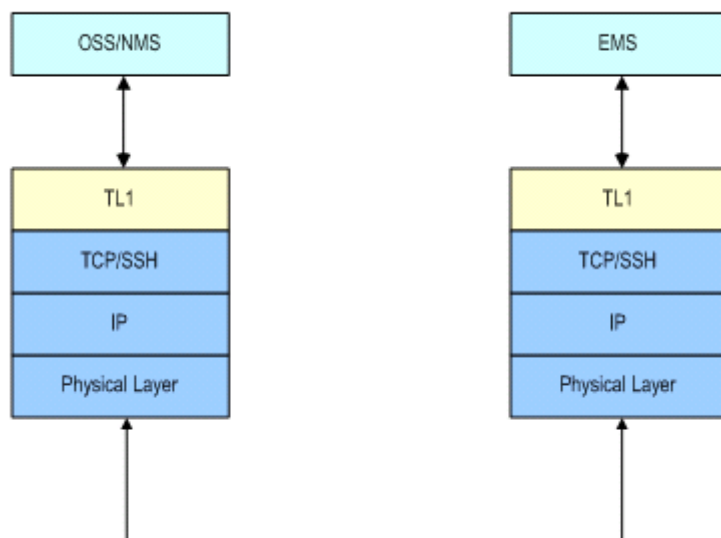 OSS/NMS
EMS
TL1
TL1
TCP/SSH
TCP/SSH
IP
IP
Physical Layer
Physical Layer